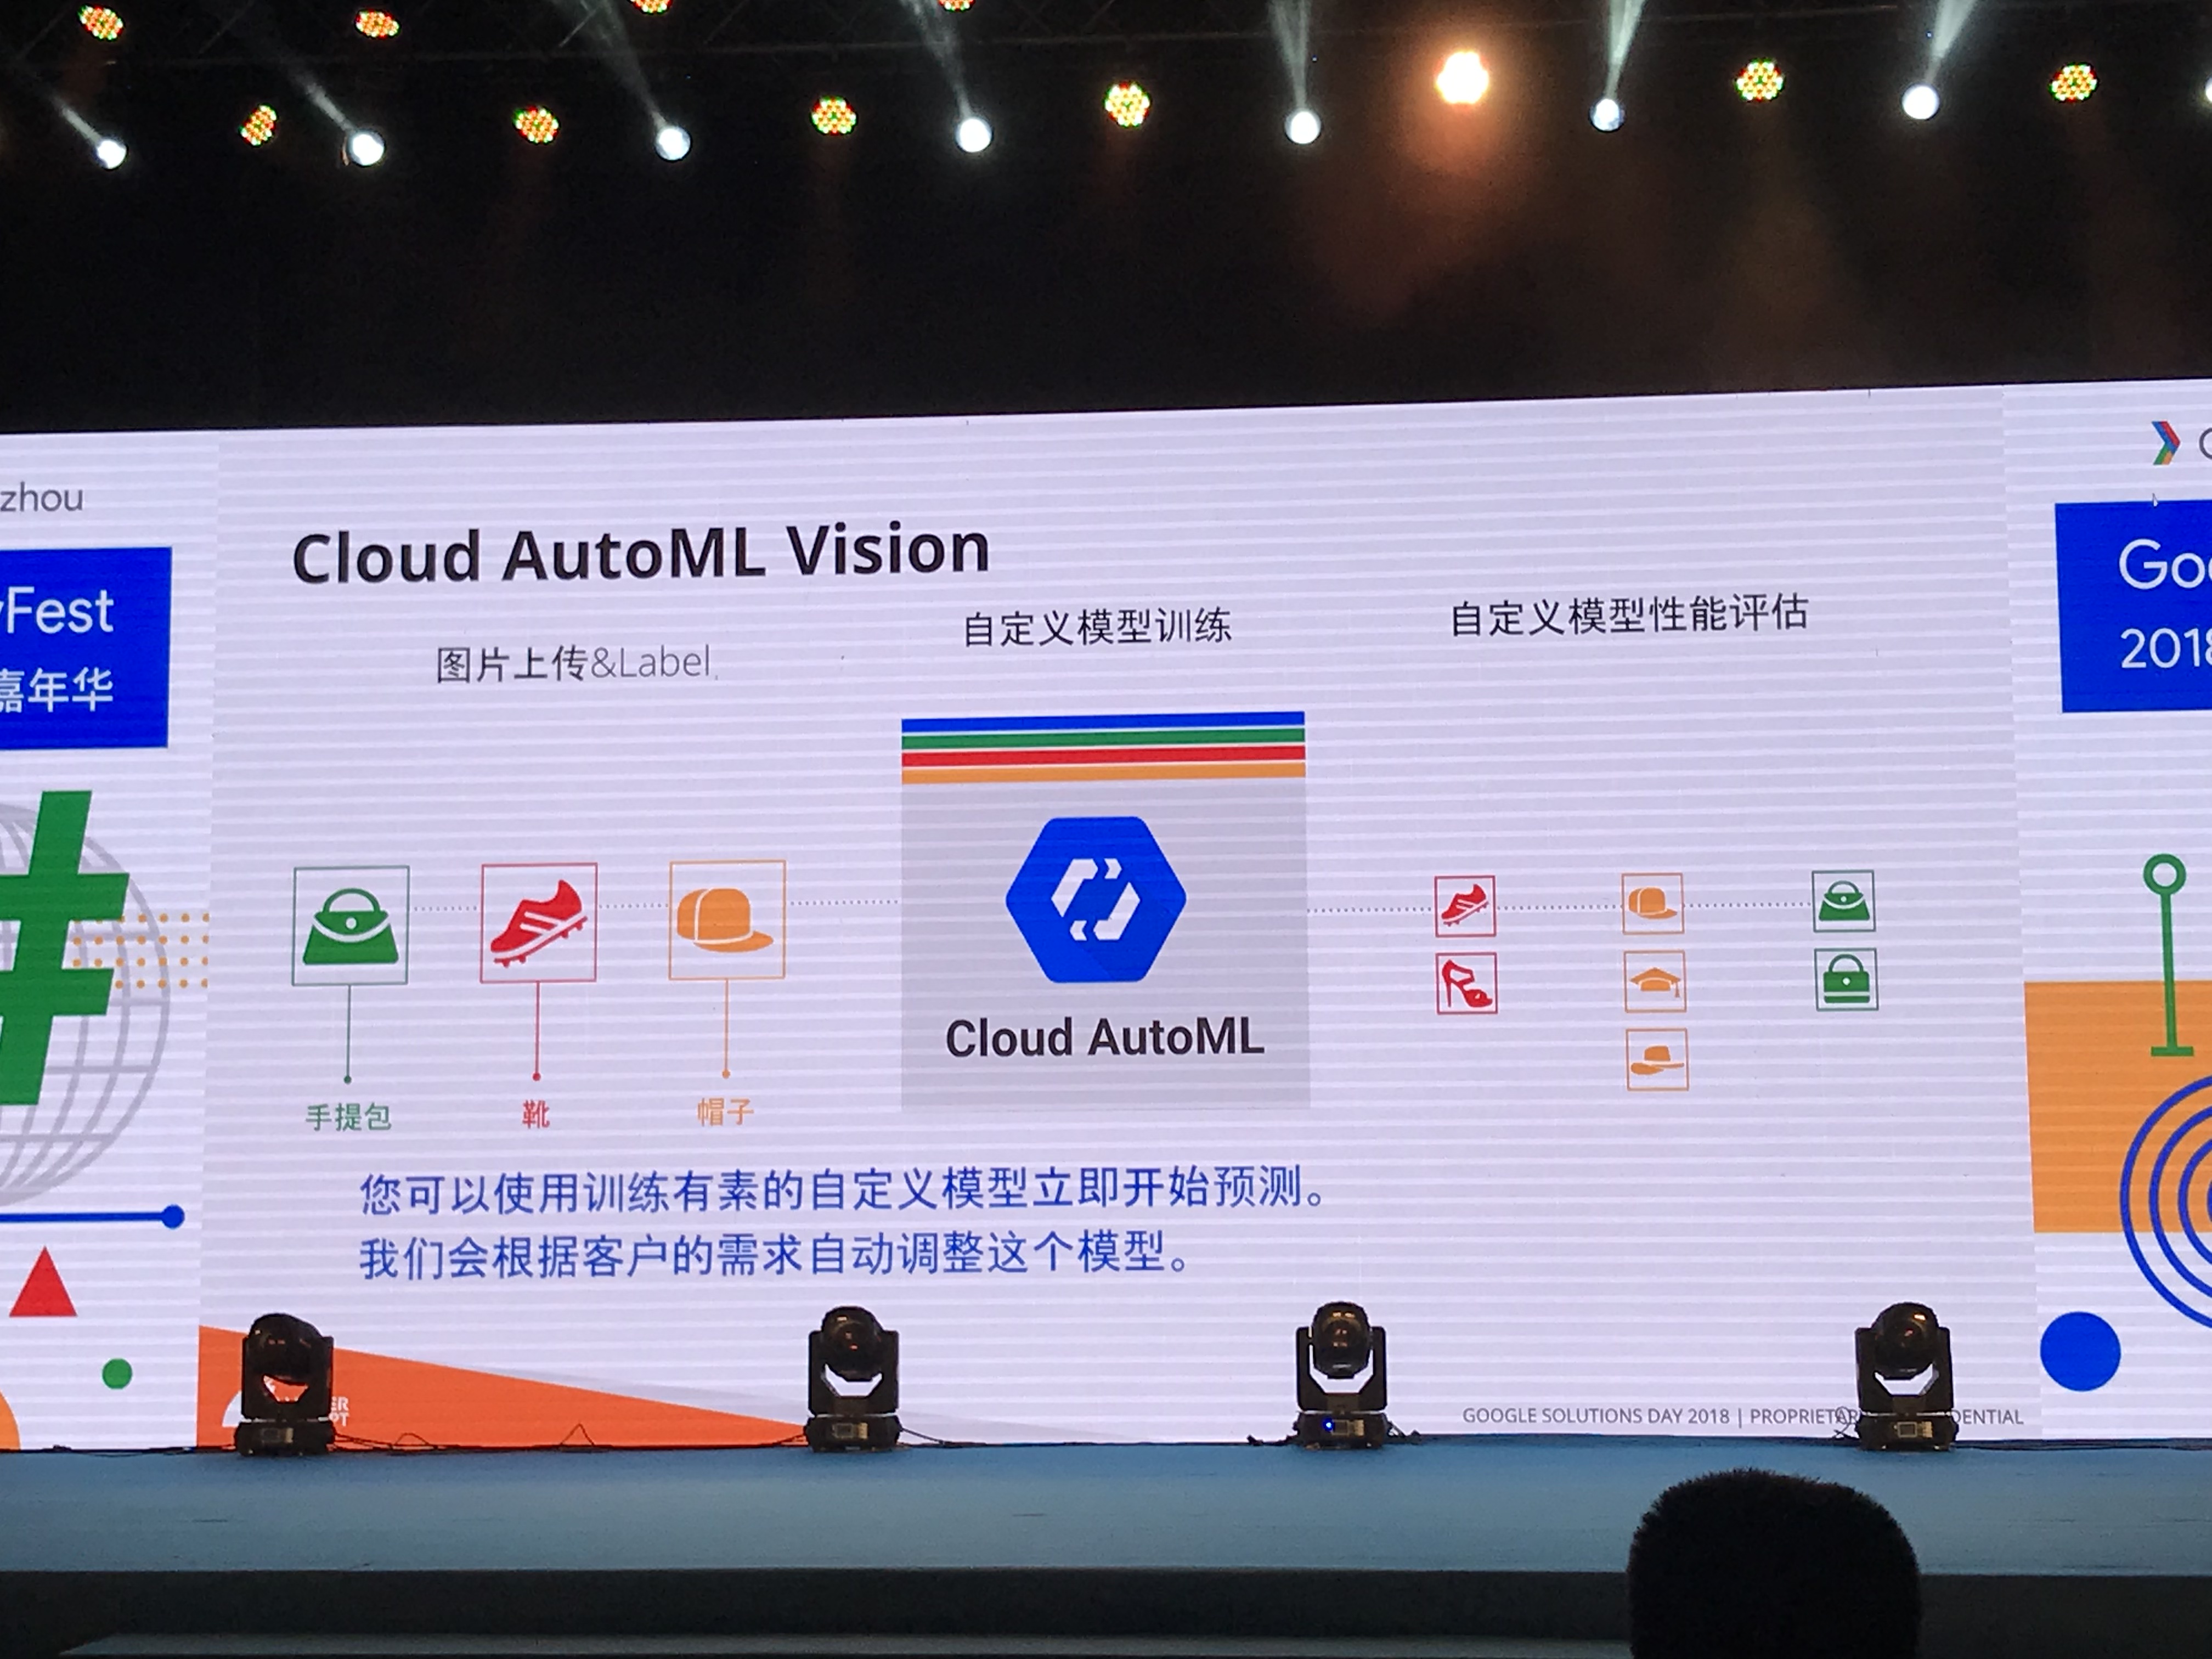 zhou
Fest
嘉年华
Cloud AutoML Vision
图片上传&Label
自定义模型训练
自定义模型性能评估
Cloud AutoML
手提包
靴
帽子
您可以使用训练有素的自定义模型立即开始预测。
我们会根据客户的需求自动调整这个模型。
GOOGLE SOLUTIONS DAY 2018 | PROPRIETAR DENTIAL
Goo
2018